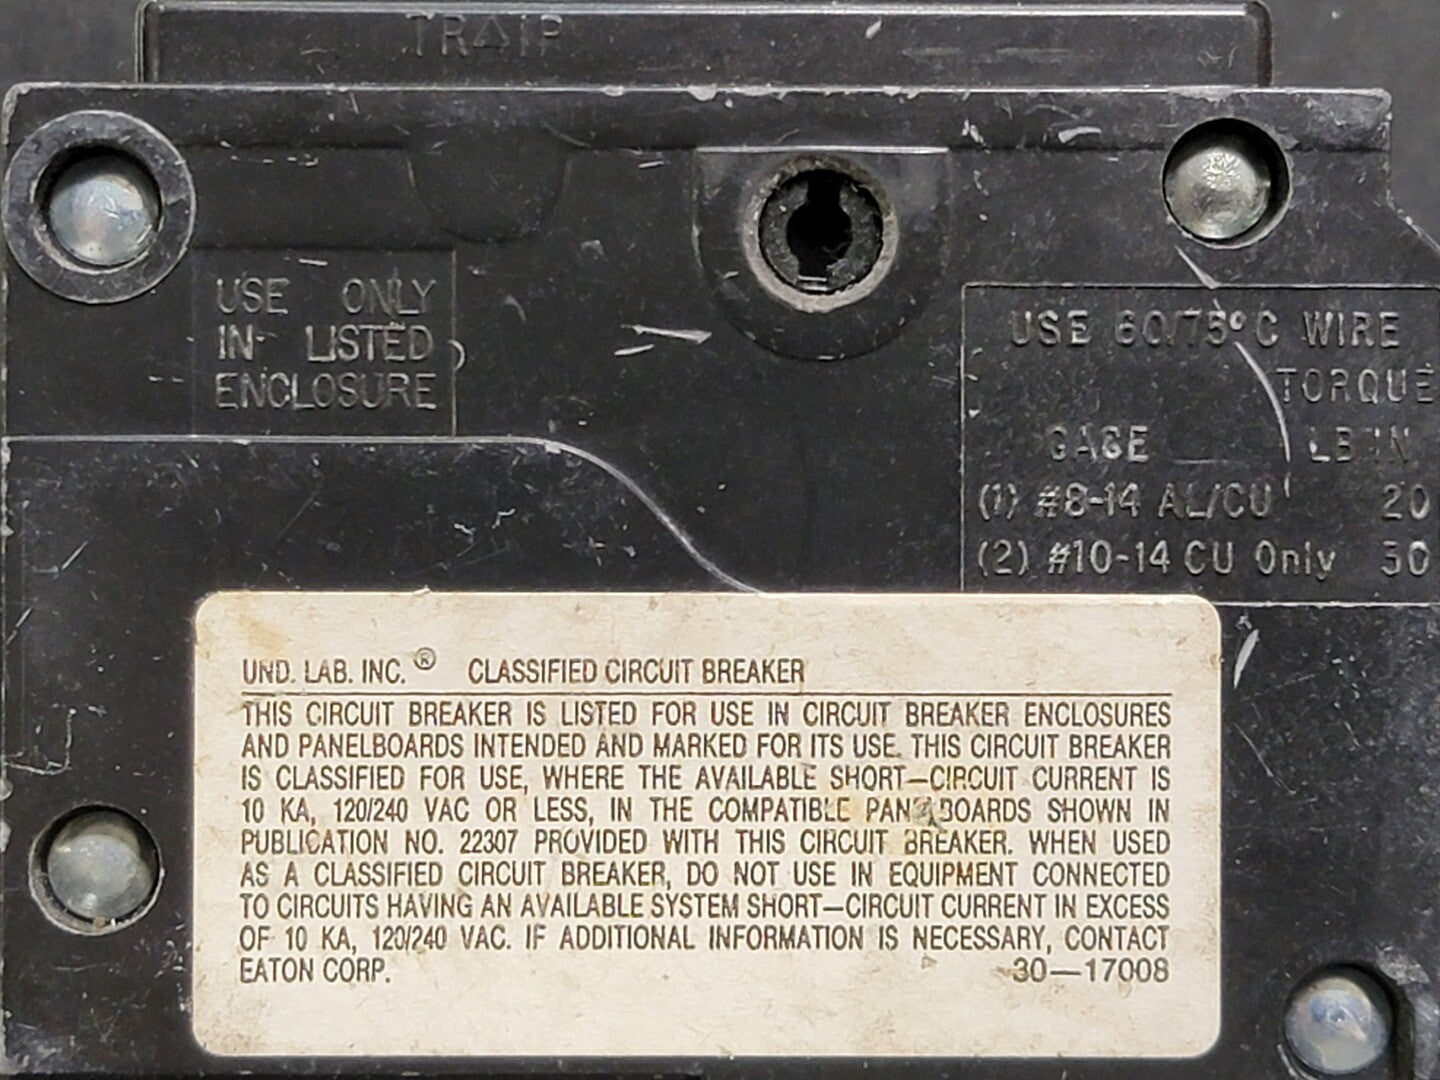 USE ONLY
IN LISTED
ENCLOSURE
USE 60/75°C WIRE
TORQUE
GAGE LB IN
(1) #8-14 AL/CU 20
(2) #10-14 CU Only 30
UND. LAB. INC.® CLASSIFIED CIRCUIT BREAKER
THIS CIRCUIT BREAKER IS LISTED FOR USE IN CIRCUIT BREAKER ENCLOSURES
AND PANELBOARDS INTENDED AND MARKED FOR ITS USE. THIS CIRCUIT BREAKER
IS CLASSIFIED FOR USE, WHERE THE AVAILABLE SHORT-CIRCUIT CURRENT IS
10 KA, 120/240 VAC OR LESS, IN THE COMPATIBLE PANELBOARDS SHOWN IN
PUBLICATION NO. 22307 PROVIDED WITH THIS CIRCUIT BREAKER. WHEN USED
AS A CLASSIFIED CIRCUIT BREAKER, DO NOT USE IN EQUIPMENT CONNECTED
TO CIRCUITS HAVING AN AVAILABLE SYSTEM SHORT-CIRCUIT CURRENT IN EXCESS
OF 10 KA, 120/240 VAC. IF ADDITIONAL INFORMATION IS NECESSARY, CONTACT
EATON CORP. 30-17008